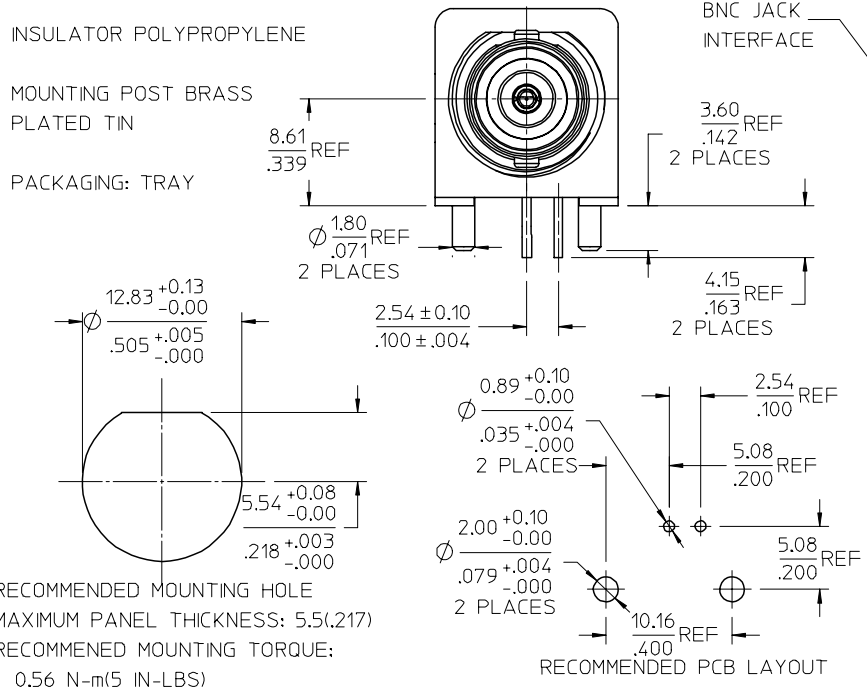 INSULATOR POLYPROPYLENE
MOUNTING POST BRASS
PLATED TIN
PACKAGING: TRAY
BNC JACK
INTERFACE
8.61
.339
REF
3.60
.142
REF
2 PLACES
Ø 1.80
.071
REF
2 PLACES
4.15
.163
REF
2 PLACES
2.54 ±0.10
.100 ±.004
Ø 12.83 +0.13
-0.00
.505 +.005
-.000
5.54 +0.08
-0.00
.218 +.003
-.000
RECOMMENDED MOUNTING HOLE
MAXIMUM PANEL THICKNESS: 5.5(.217)
RECOMMENED MOUNTING TORQUE:
0.56 N-m(5 IN-LBS)
Ø 0.89 +0.10
-0.00
.035 +.004
-.000
2 PLACES
2.54
.100
REF
5.08
.200
REF
Ø 2.00 +0.10
-0.00
.079 +.004
-.000
2 PLACES
5.08
.200
REF
10.16
.400
REF
RECOMMENDED PCB LAYOUT